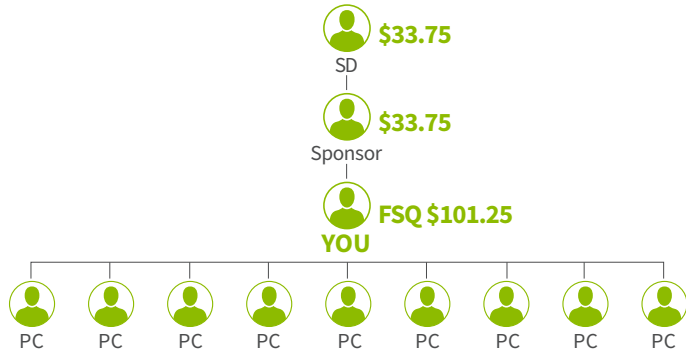 $33.75
SD
$33.75
Sponsor
FSQ $101.25
YOU
PC PC PC PC PC PC PC PC PC